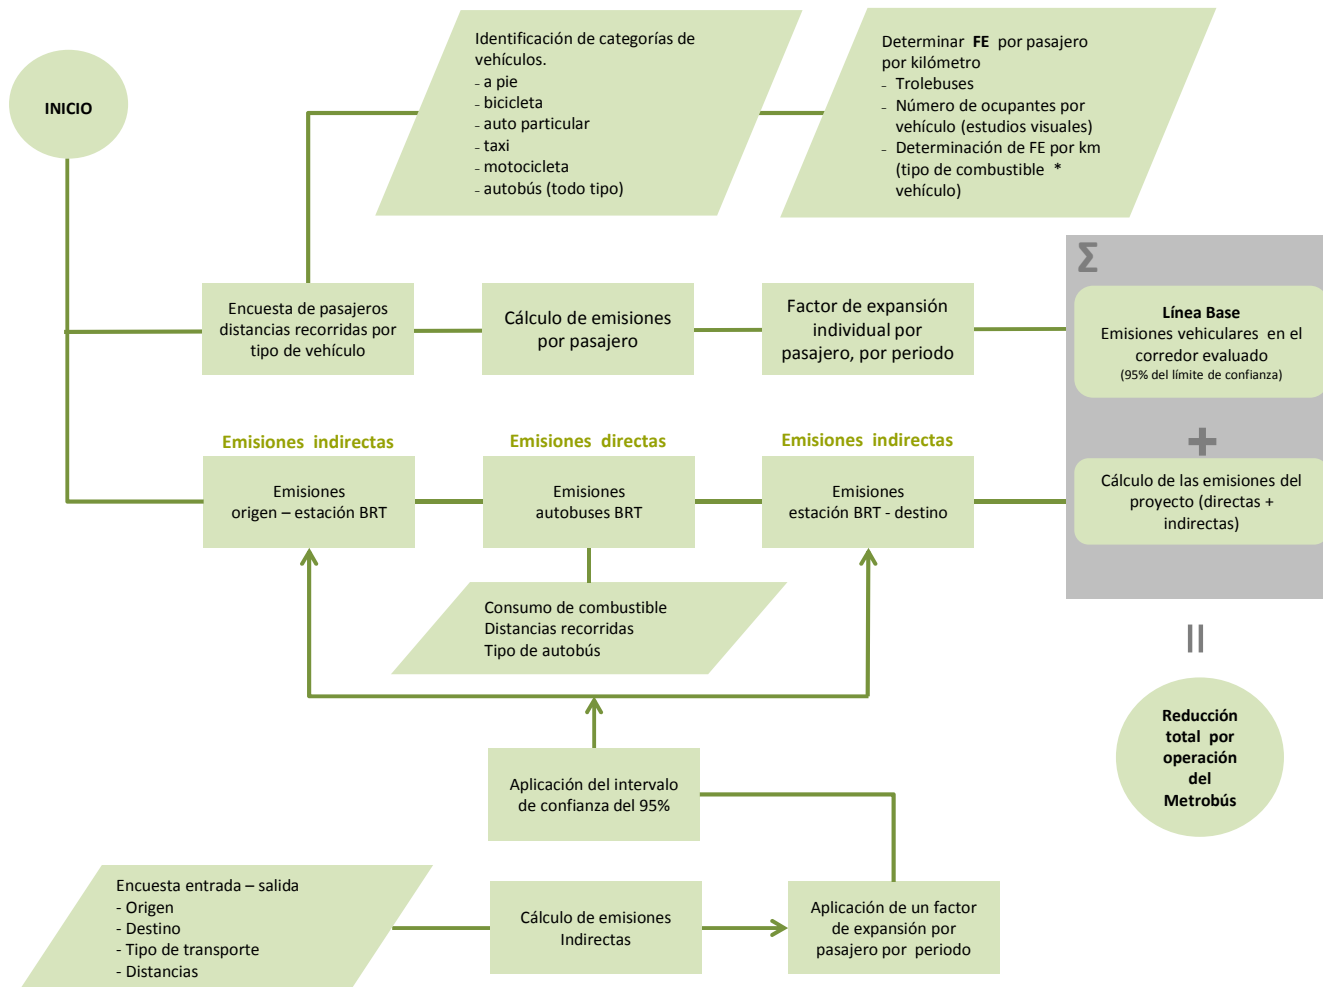 INICIO
Identificación de categorías de
vehículos.
- a pie
- bicicleta
- auto particular
- taxi
- motocicleta
- autobús (todo tipo)
Determinar FE por pasajero
por kilómetro
- Trolebuses
- Número de ocupantes por
vehículo (estudios visuales)
- Determinación de FE por km
(tipo de combustible *
vehículo)
Encuesta de pasajeros
distancias recorridas por
tipo de vehículo
Cálculo de emisiones
por pasajero
Factor de expansión
individual por
pasajero, por periodo
Σ
Línea Base
Emisiones vehiculares en el
corredor evaluado
(95% del límite de confianza)
+
Cálculo de las emisiones del
proyecto (directas +
indirectas)
Emisiones indirectas
Emisiones
origen – estación BRT
Emisiones directas
Emisiones
autobuses BRT
Emisiones indirectas
Emisiones
estación BRT - destino
Consumo de combustible
Distancias recorridas
Tipo de autobús
=
Reducción
total por
operación
del
Metrobús
Aplicación del intervalo
de confianza del 95%
Encuesta entrada – salida
- Origen
- Destino
- Tipo de transporte
- Distancias
Cálculo de emisiones
Indirectas
Aplicación de un factor
de expansión por
pasajero por periodo